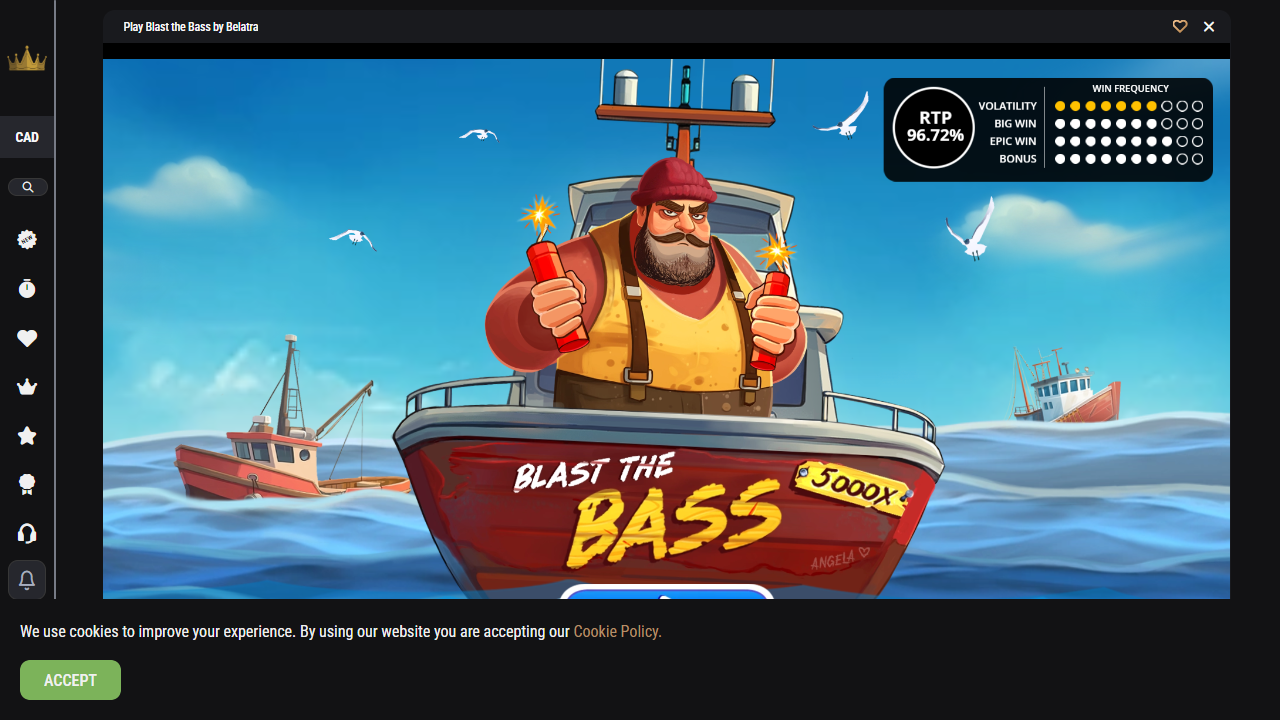 Play Blast the Bass by Belatra
CAD
NEW
RTP
96.72%
WIN FREQUENCY
VOLATILITY
BIG WIN
EPIC WIN
BONUS
BLAST THE
BASS
5000X
ANGELA
We use cookies to improve your experience. By using our website you are accepting our Cookie Policy.
ACCEPT